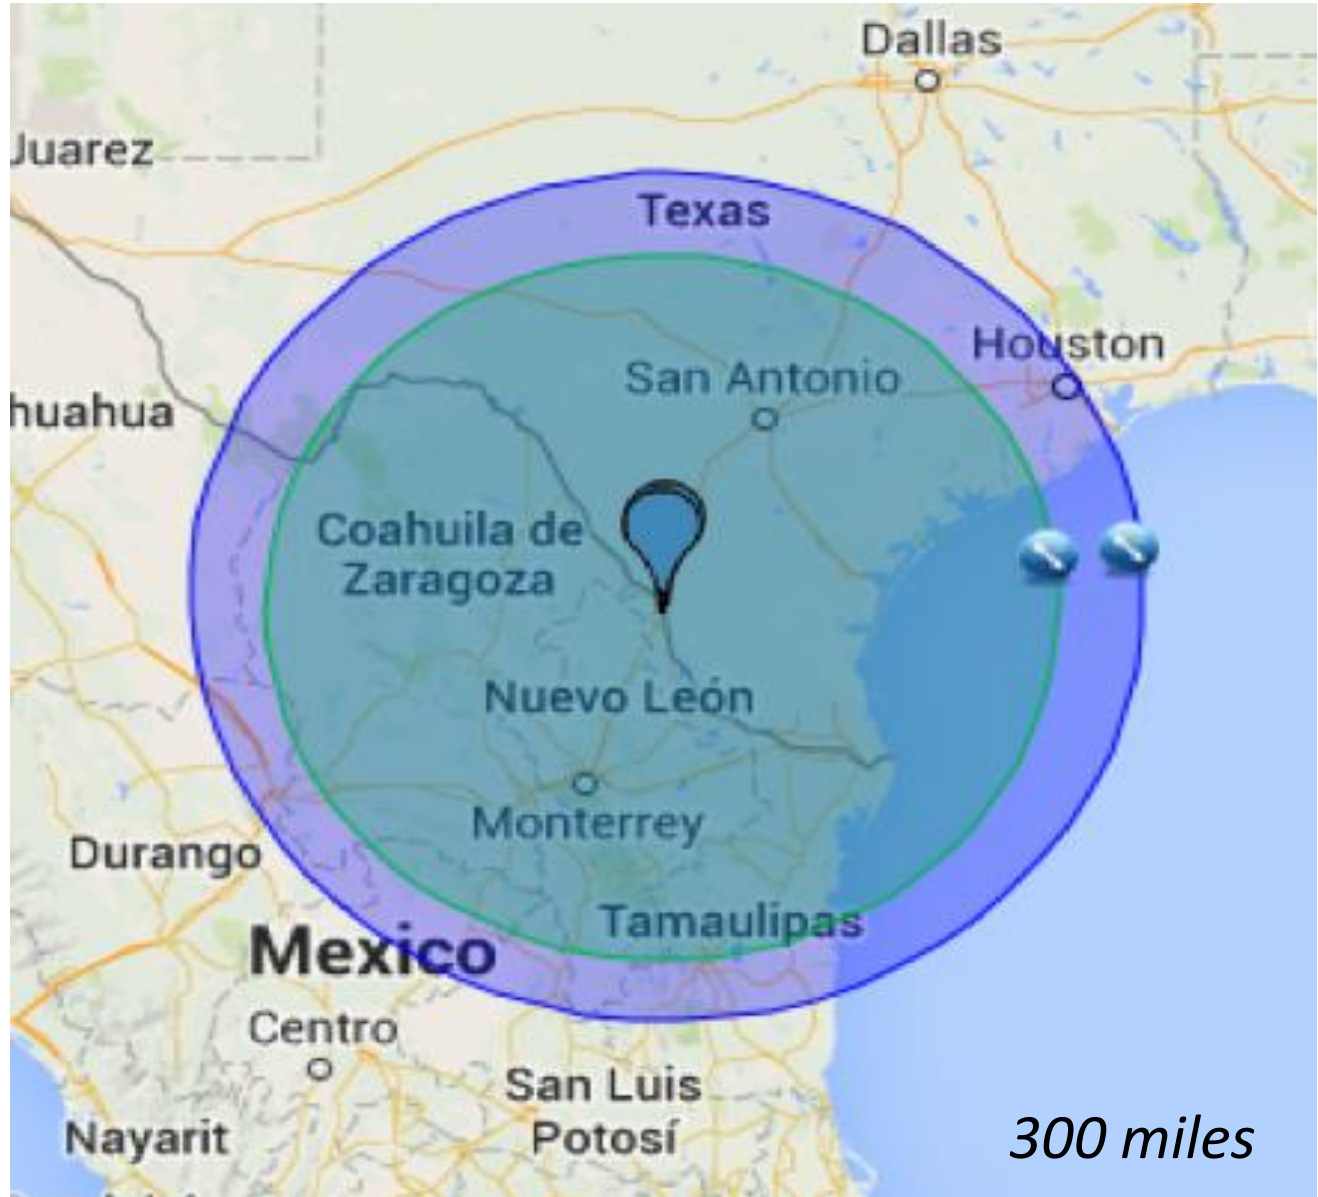 Dallas
Juarez
Texas
Houston
San Antonio
huahua
Coahuila de
Zaragoza
Nuevo León
Monterrey
Durango
Tamaulipas
Mexico
Centro
San Luis
Potosí
Nayarit
300 miles